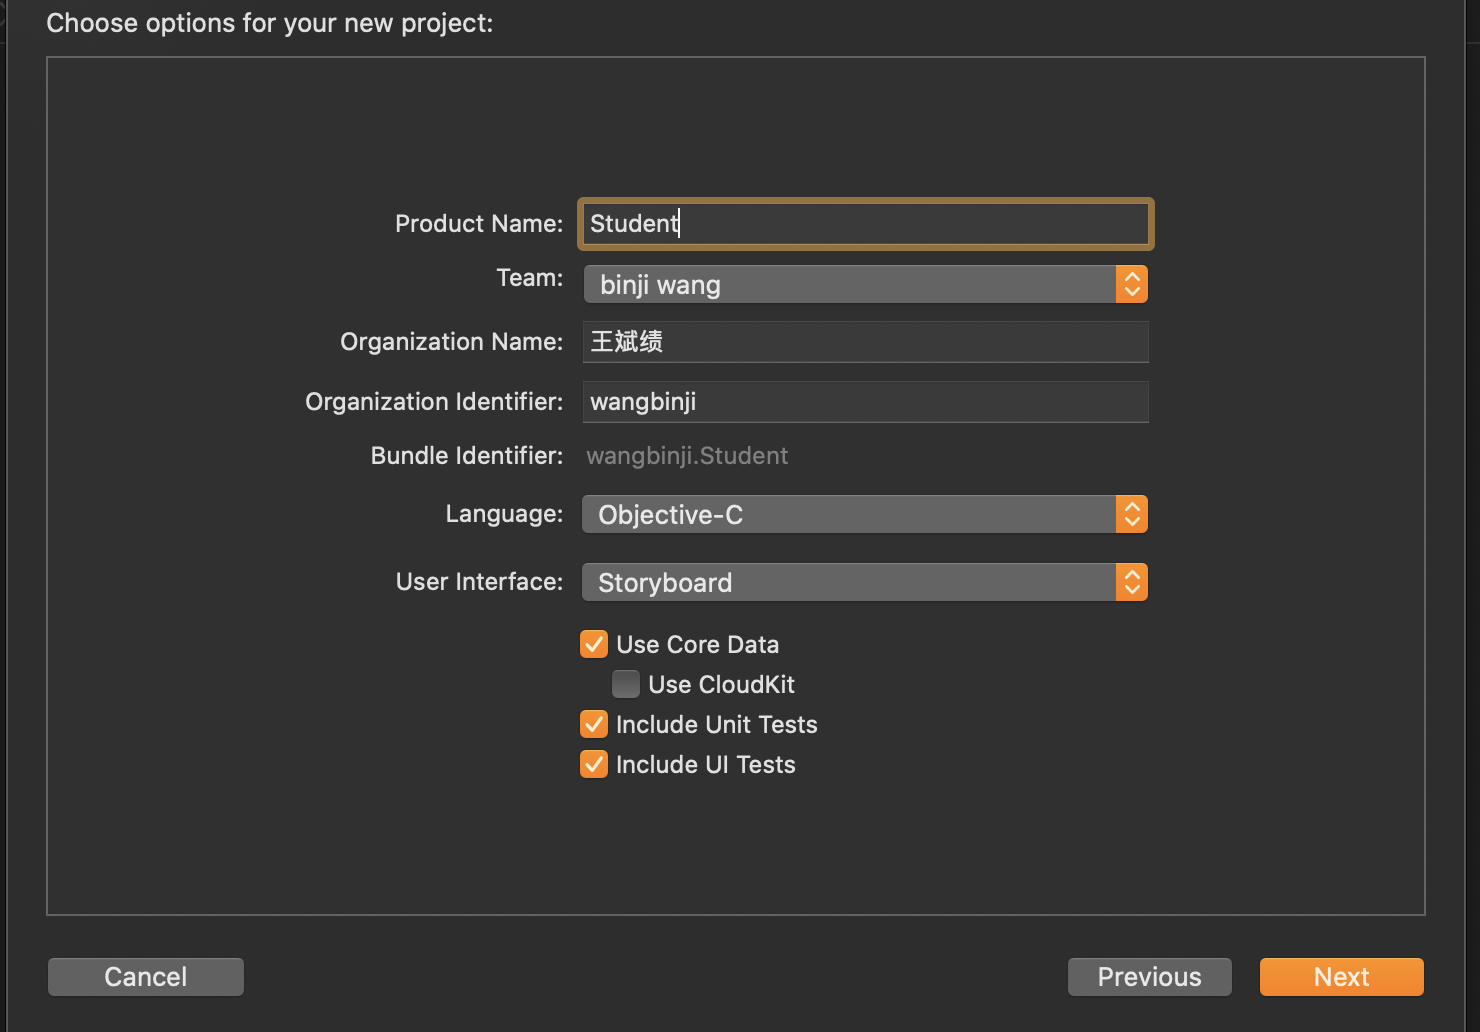 Choose options for your new project:
Product Name: Student
Team: binji wang
Organization Name: 王斌绩
Organization Identifier: wangbinji
Bundle Identifier: wangbinji.Student
Language: Objective-C
User Interface: Storyboard
Use Core Data
Use CloudKit
Include Unit Tests
Include UI Tests
Cancel Previous Next